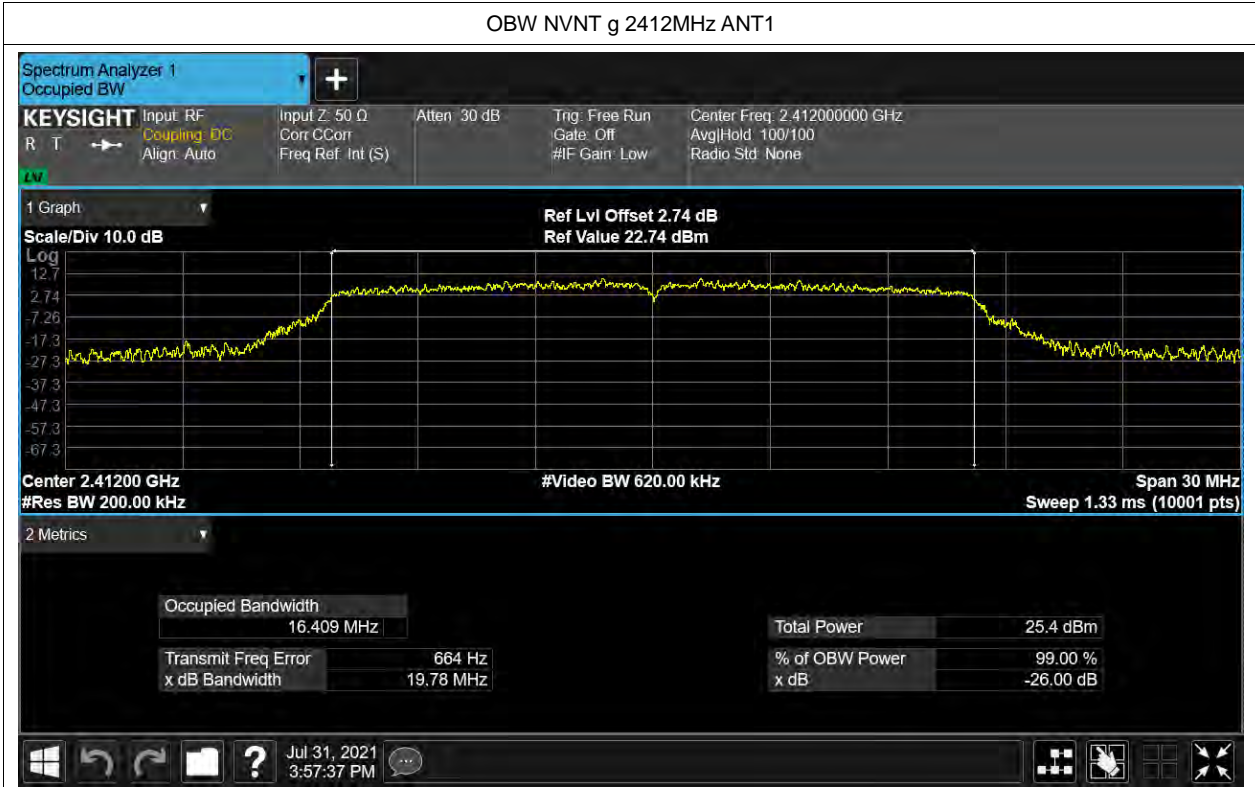 OBW NVNT g 2412MHz ANT1
Spectrum Analyzer 1
Occupied BW
KEYSIGHT
R T
LXI
Input: RF
Coupling: DC
Align: Auto
Input Z: 50 Ω
Corr CCorr
Freq Ref: Int (S)
Atten: 30 dB
Trig: Free Run
Gate: Off
#IF Gain: Low
Center Freq: 2.412000000 GHz
Avg|Hold: 100/100
Radio Std: None
1 Graph
Scale/Div 10.0 dB
Ref Lvl Offset 2.74 dB
Ref Value 22.74 dBm
Log
12.7
2.74
-7.26
-17.3
-27.3
-37.3
-47.3
-57.3
-67.3
Center 2.41200 GHz
#Video BW 620.00 kHz
Span 30 MHz
#Res BW 200.00 kHz
Sweep 1.33 ms (10001 pts)
2 Metrics
Occupied Bandwidth
16.409 MHz
Total Power 25.4 dBm
Transmit Freq Error 664 Hz
% of OBW Power 99.00 %
x dB Bandwidth 19.78 MHz
x dB -26.00 dB
?
Jul 31, 2021
3:57:37 PM